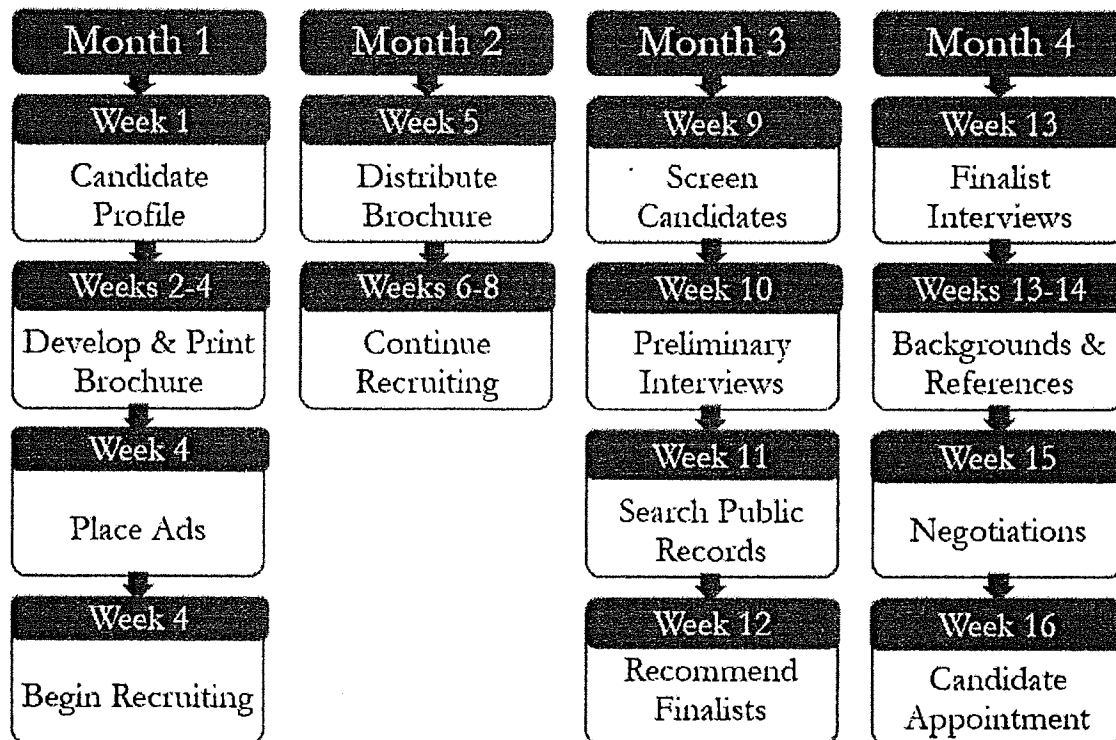 Month 1
Week 1
Candidate
Profile
Weeks 2-4
Develop & Print
Brochure
Week 4
Place Ads
Week 4
Begin Recruiting
Month 2
Week 5
Distribute
Brochure
Weeks 6-8
Continue
Recruiting
Month 3
Week 9
Screen
Candidates
Week 10
Preliminary
Interviews
Week 11
Search Public
Records
Week 12
Recommend
Finalists
Month 4
Week 13
Finalist
Interviews
Weeks 13-14
Backgrounds &
References
Week 15
Negotiations
Week 16
Candidate
Appointment